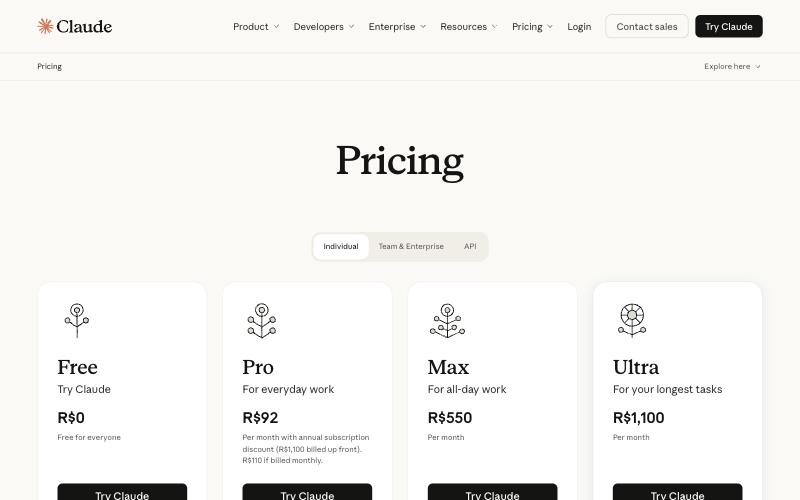 Claude
Product Developers Enterprise Resources Pricing Login Contact sales Try Claude
Pricing
Explore here
Pricing
Individual Team & Enterprise API
Free
Try Claude
R$0
Free for everyone
Try Claude
Pro
For everyday work
R$92
Per month with annual subscription
discount (R$1,100 billed up front).
R$110 if billed monthly.
Try Claude
Max
For all-day work
R$550
Per month
Try Claude
Ultra
For your longest tasks
R$1,100
Per month
Try Claude